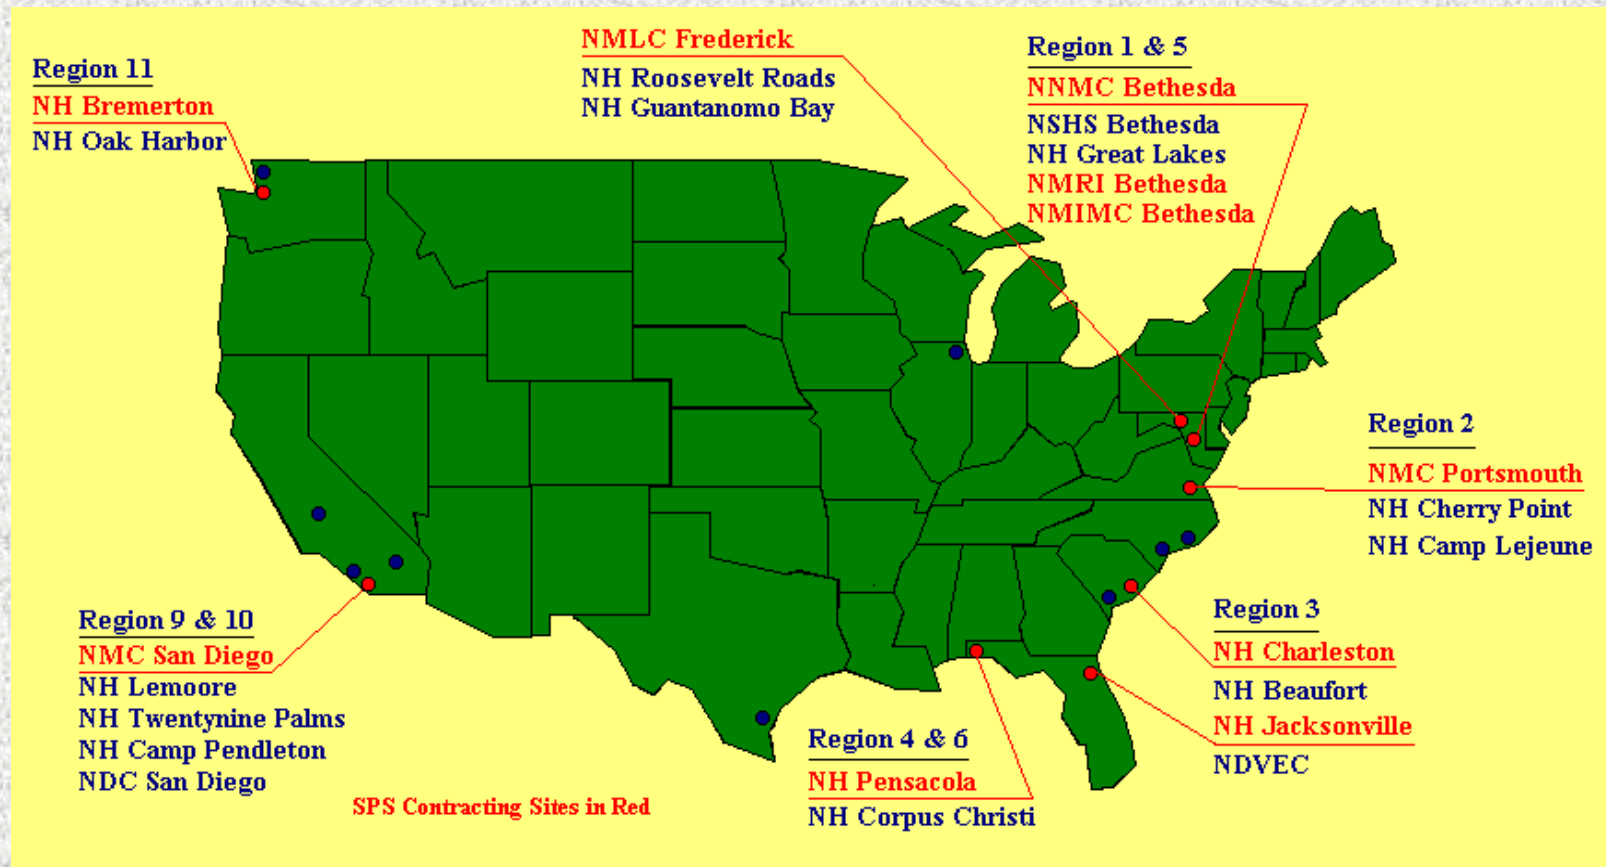 Region 11
NH Bremerton
NH Oak Harbor
NMLC Frederick
NH Roosevelt Roads
NH Guantanomo Bay
Region 1 & 5
NNMC Bethesda
NSHS Bethesda
NH Great Lakes
NMRI Bethesda
NMIMC Bethesda
Region 2
NMC Portsmouth
NH Cherry Point
NH Camp Lejeune
Region 3
NH Charleston
NH Beaufort
NH Jacksonville
NDVEC
Region 4 & 6
NH Pensacola
NH Corpus Christi
Region 9 & 10
NMC San Diego
NH Lemoore
NH Twentynine Palms
NH Camp Pendleton
NDC San Diego
SPS Contracting Sites in Red